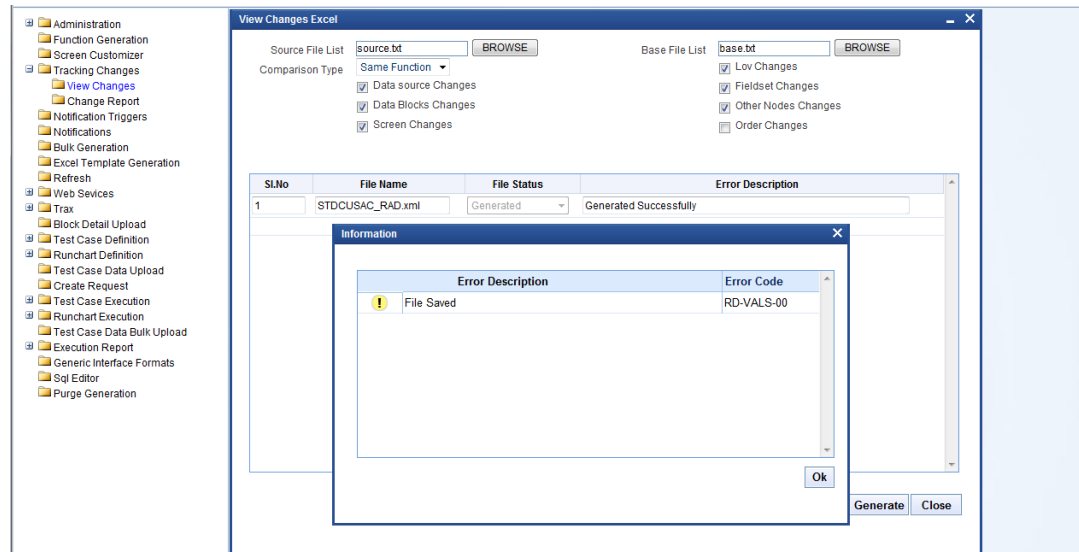 Administration
Function Generation
Screen Customizer
Tracking Changes
View Changes
Change Report
Notification Triggers
Notifications
Bulk Generation
Excel Template Generation
Refresh
Web Sevices
Trax
Block Detail Upload
Test Case Definition
Runchart Definition
Test Case Data Upload
Create Request
Test Case Execution
Runchart Execution
Test Case Data Bulk Upload
Execution Report
Generic Interface Formats
Sql Editor
Purge Generation
View Changes Excel
Source File List source.txt BROWSE Base File List base.txt BROWSE
Comparison Type Same Function Lov Changes
Data source Changes Fieldset Changes
Data Blocks Changes Other Nodes Changes
Screen Changes Order Changes
Sl.No File Name File Status Error Description
1 STDCUSAC_RAD.xml Generated Generated Successfully
Information
Error Description Error Code
File Saved RD-VALS-00
Ok
Generate Close